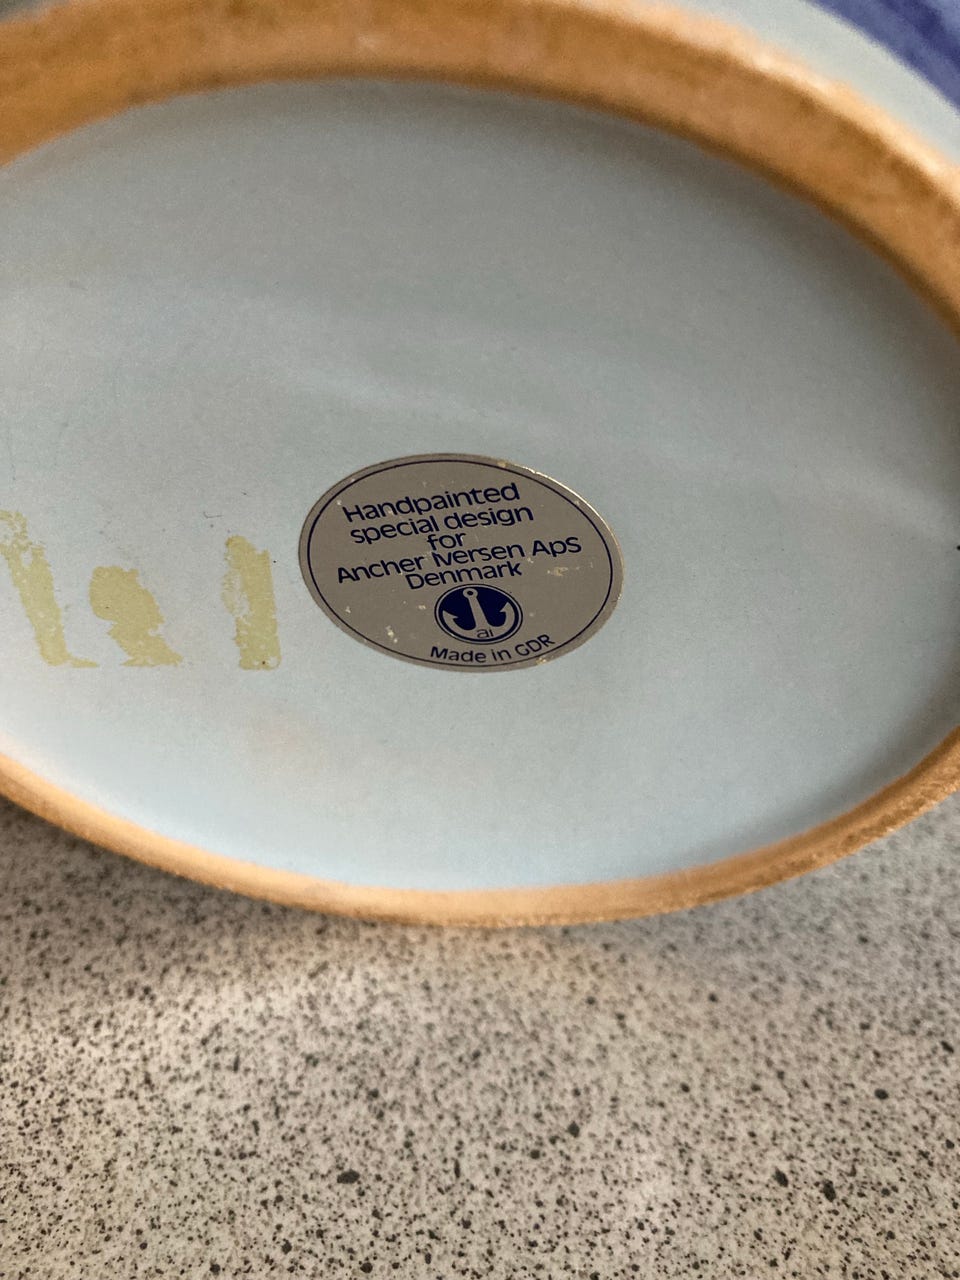 Handpainted
special design
for
Ancher Iversen ApS
Denmark
ai
Made in GDR